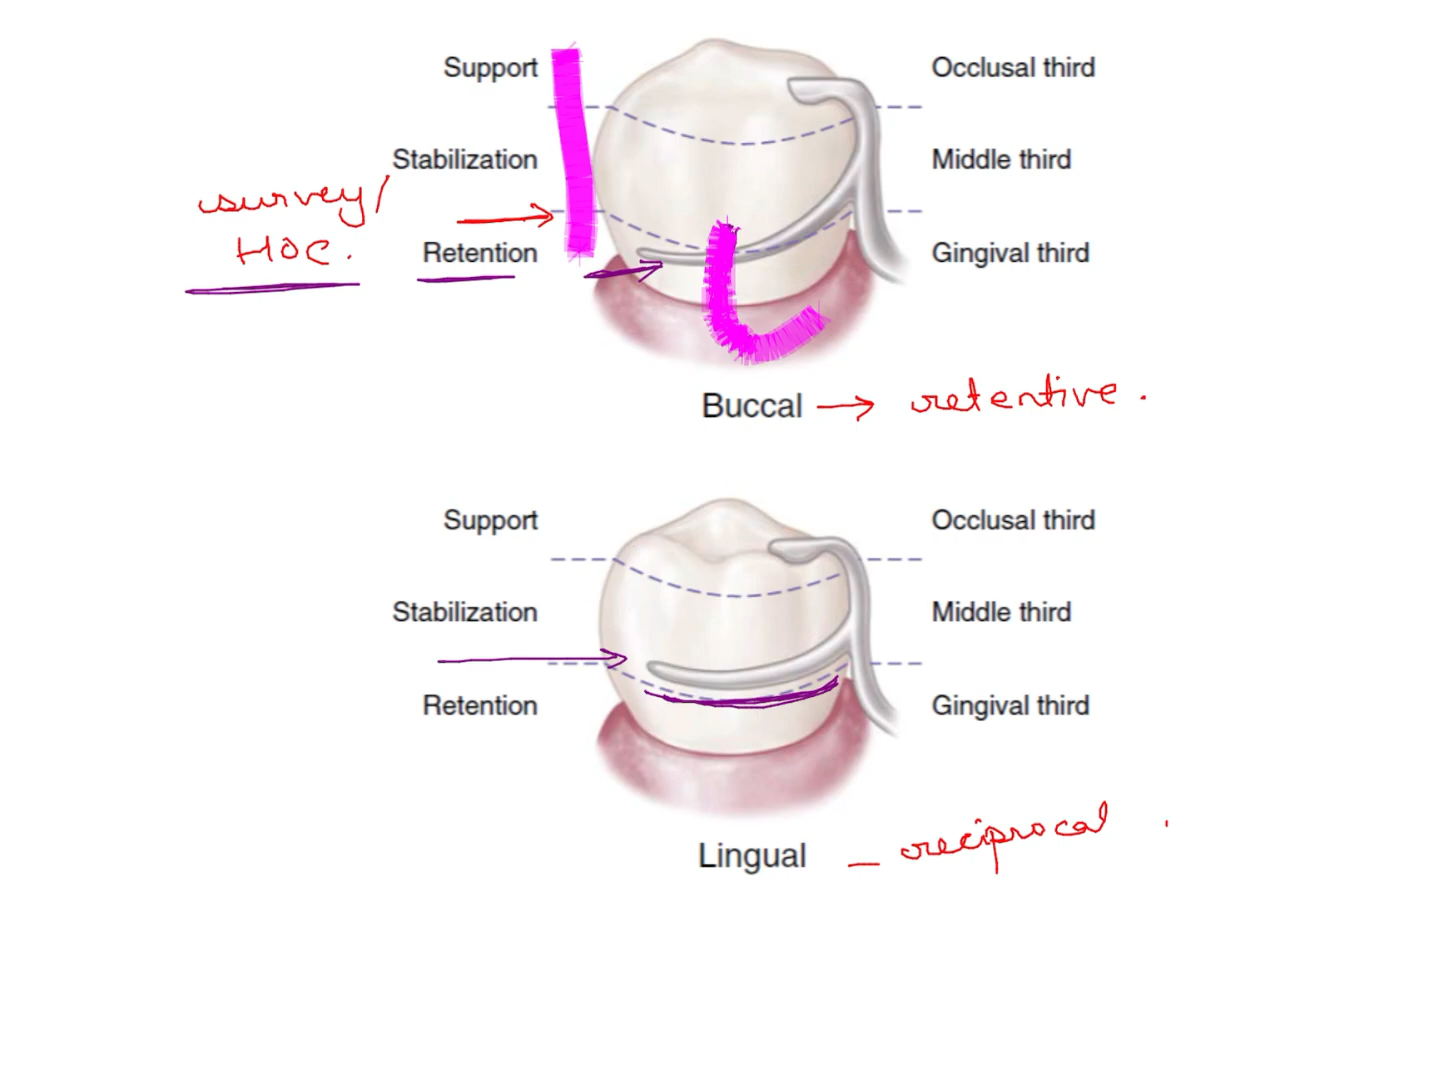 Support Occlusal third
Stabilization Middle third
survey/
HOC.
Retention Gingival third
Buccal → retentive.
Support Occlusal third
Stabilization Middle third
Retention Gingival third
Lingual – reciprocal.